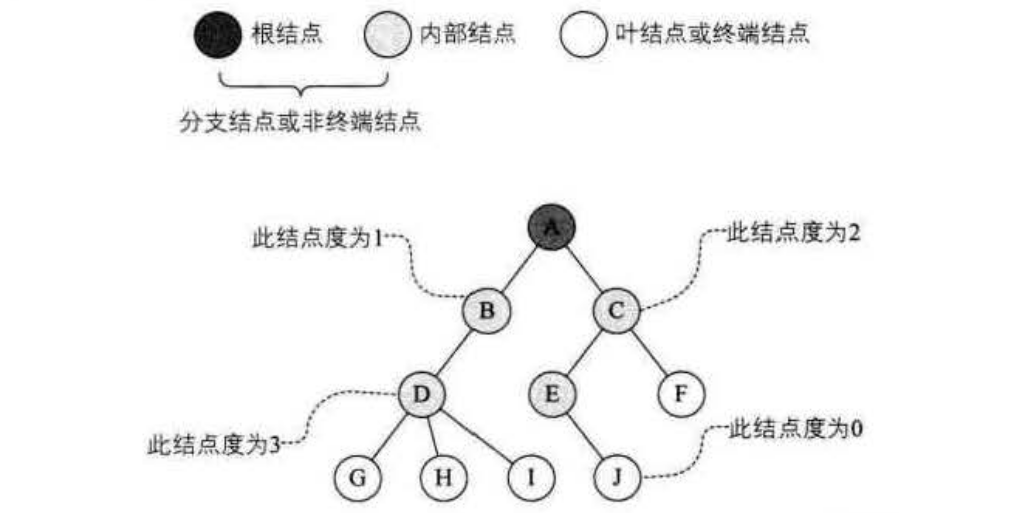 根结点 内部结点 叶结点或终端结点
分支结点或非终端结点
A
此结点度为1 此结点度为2
B C
D E F
此结点度为3 此结点度为0
G H I J